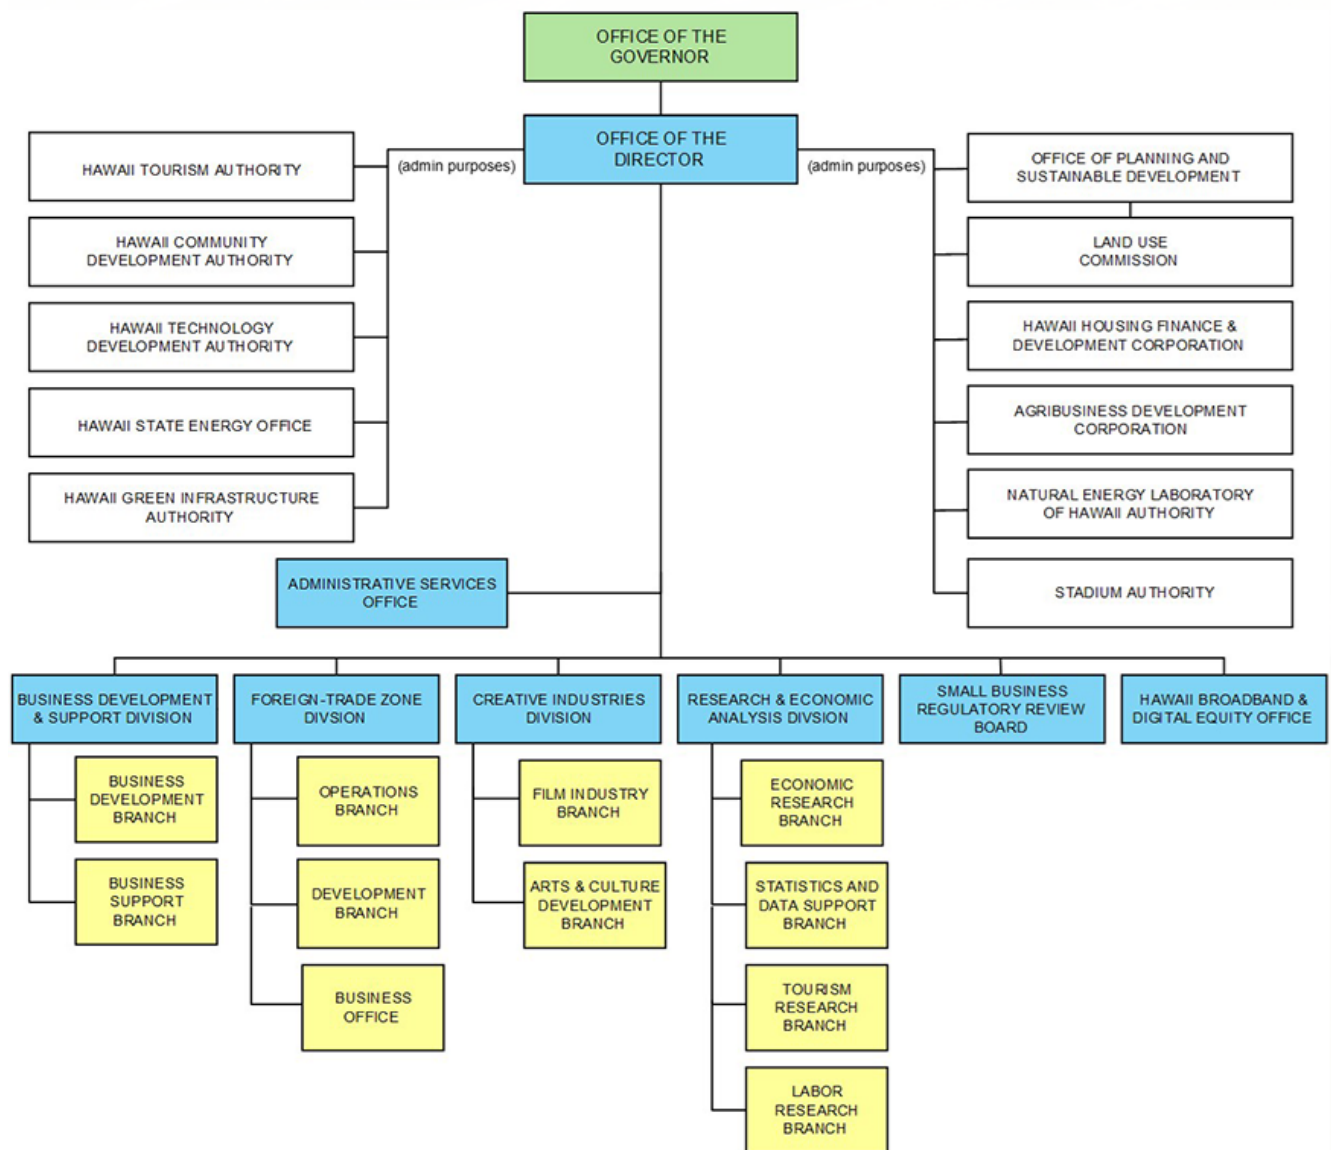 OFFICE OF THE
GOVERNOR
OFFICE OF THE
DIRECTOR
(admin purposes)
(admin purposes)
HAWAII TOURISM AUTHORITY
HAWAII COMMUNITY
DEVELOPMENT AUTHORITY
HAWAII TECHNOLOGY
DEVELOPMENT AUTHORITY
HAWAII STATE ENERGY OFFICE
HAWAII GREEN INFRASTRUCTURE
AUTHORITY
OFFICE OF PLANNING AND
SUSTAINABLE DEVELOPMENT
LAND USE
COMMISSION
HAWAII HOUSING FINANCE &
DEVELOPMENT CORPORATION
AGRIBUSINESS DEVELOPMENT
CORPORATION
NATURAL ENERGY LABORATORY
OF HAWAII AUTHORITY
STADIUM AUTHORITY
ADMINISTRATIVE SERVICES
OFFICE
BUSINESS DEVELOPMENT
& SUPPORT DIVISION
BUSINESS
DEVELOPMENT
BRANCH
BUSINESS
SUPPORT
BRANCH
FOREIGN-TRADE ZONE
DIVSION
OPERATIONS
BRANCH
DEVELOPMENT
BRANCH
BUSINESS
OFFICE
CREATIVE INDUSTRIES
DIVISION
FILM INDUSTRY
BRANCH
ARTS & CULTURE
DEVELOPMENT
BRANCH
RESEARCH & ECONOMIC
ANALYSIS DIVSION
ECONOMIC
RESEARCH
BRANCH
STATISTICS AND
DATA SUPPORT
BRANCH
TOURISM
RESEARCH
BRANCH
LABOR
RESEARCH
BRANCH
SMALL BUSINESS
REGULATORY REVIEW
BOARD
HAWAII BROADBAND &
DIGITAL EQUITY OFFICE